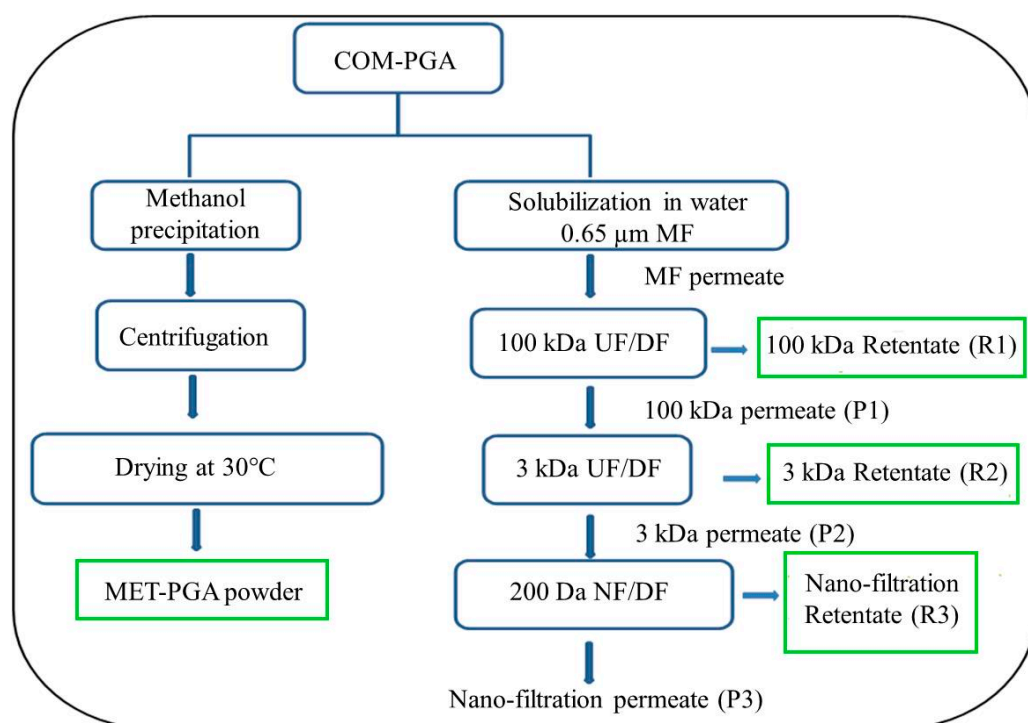 COM-PGA
Methanol
precipitation
Centrifugation
Drying at 30°C
MET-PGA powder
Solubilization in water
0.65 µm MF
MF permeate
100 kDa UF/DF
100 kDa Retentate (R1)
100 kDa permeate (P1)
3 kDa UF/DF
3 kDa Retentate (R2)
3 kDa permeate (P2)
200 Da NF/DF
Nano-filtration
Retentate (R3)
Nano-filtration permeate (P3)